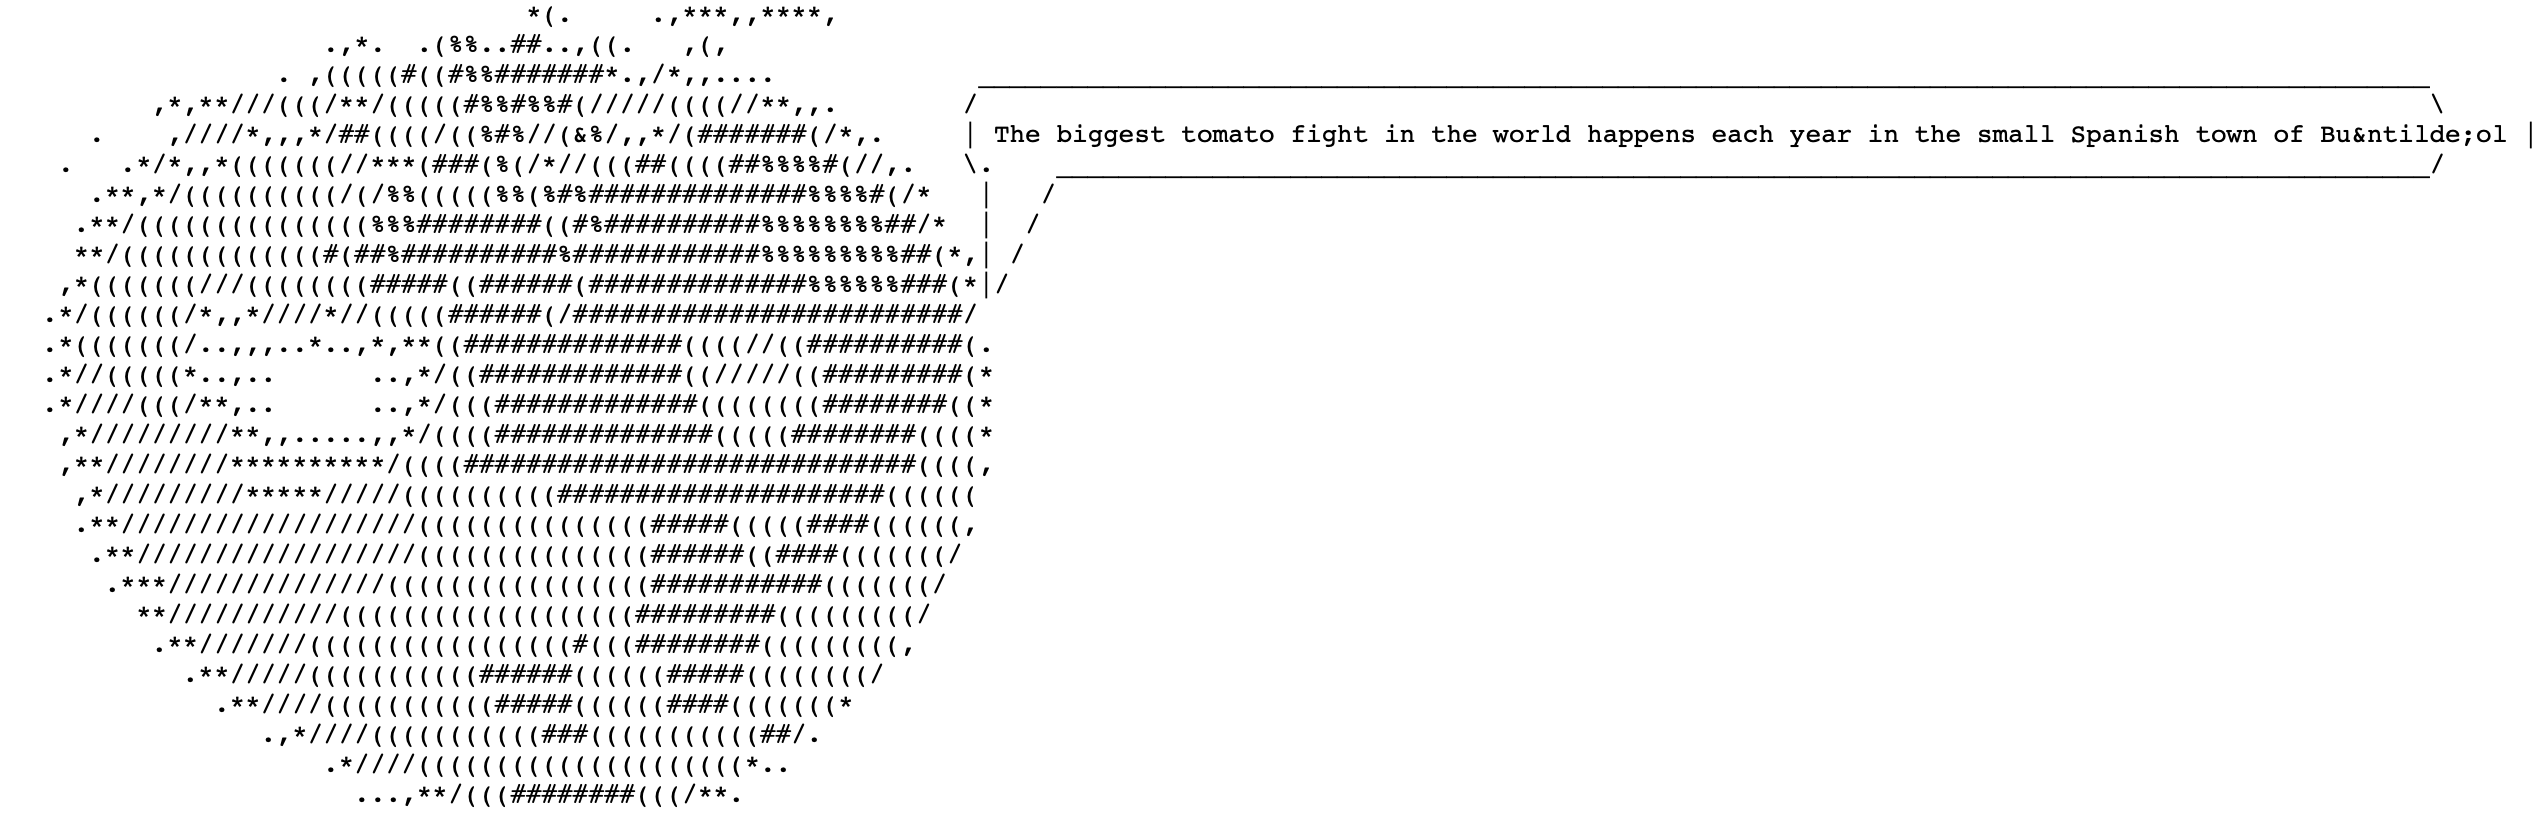 The biggest tomato fight in the world happens each year in the small Spanish town of Bu&ntilde;ol